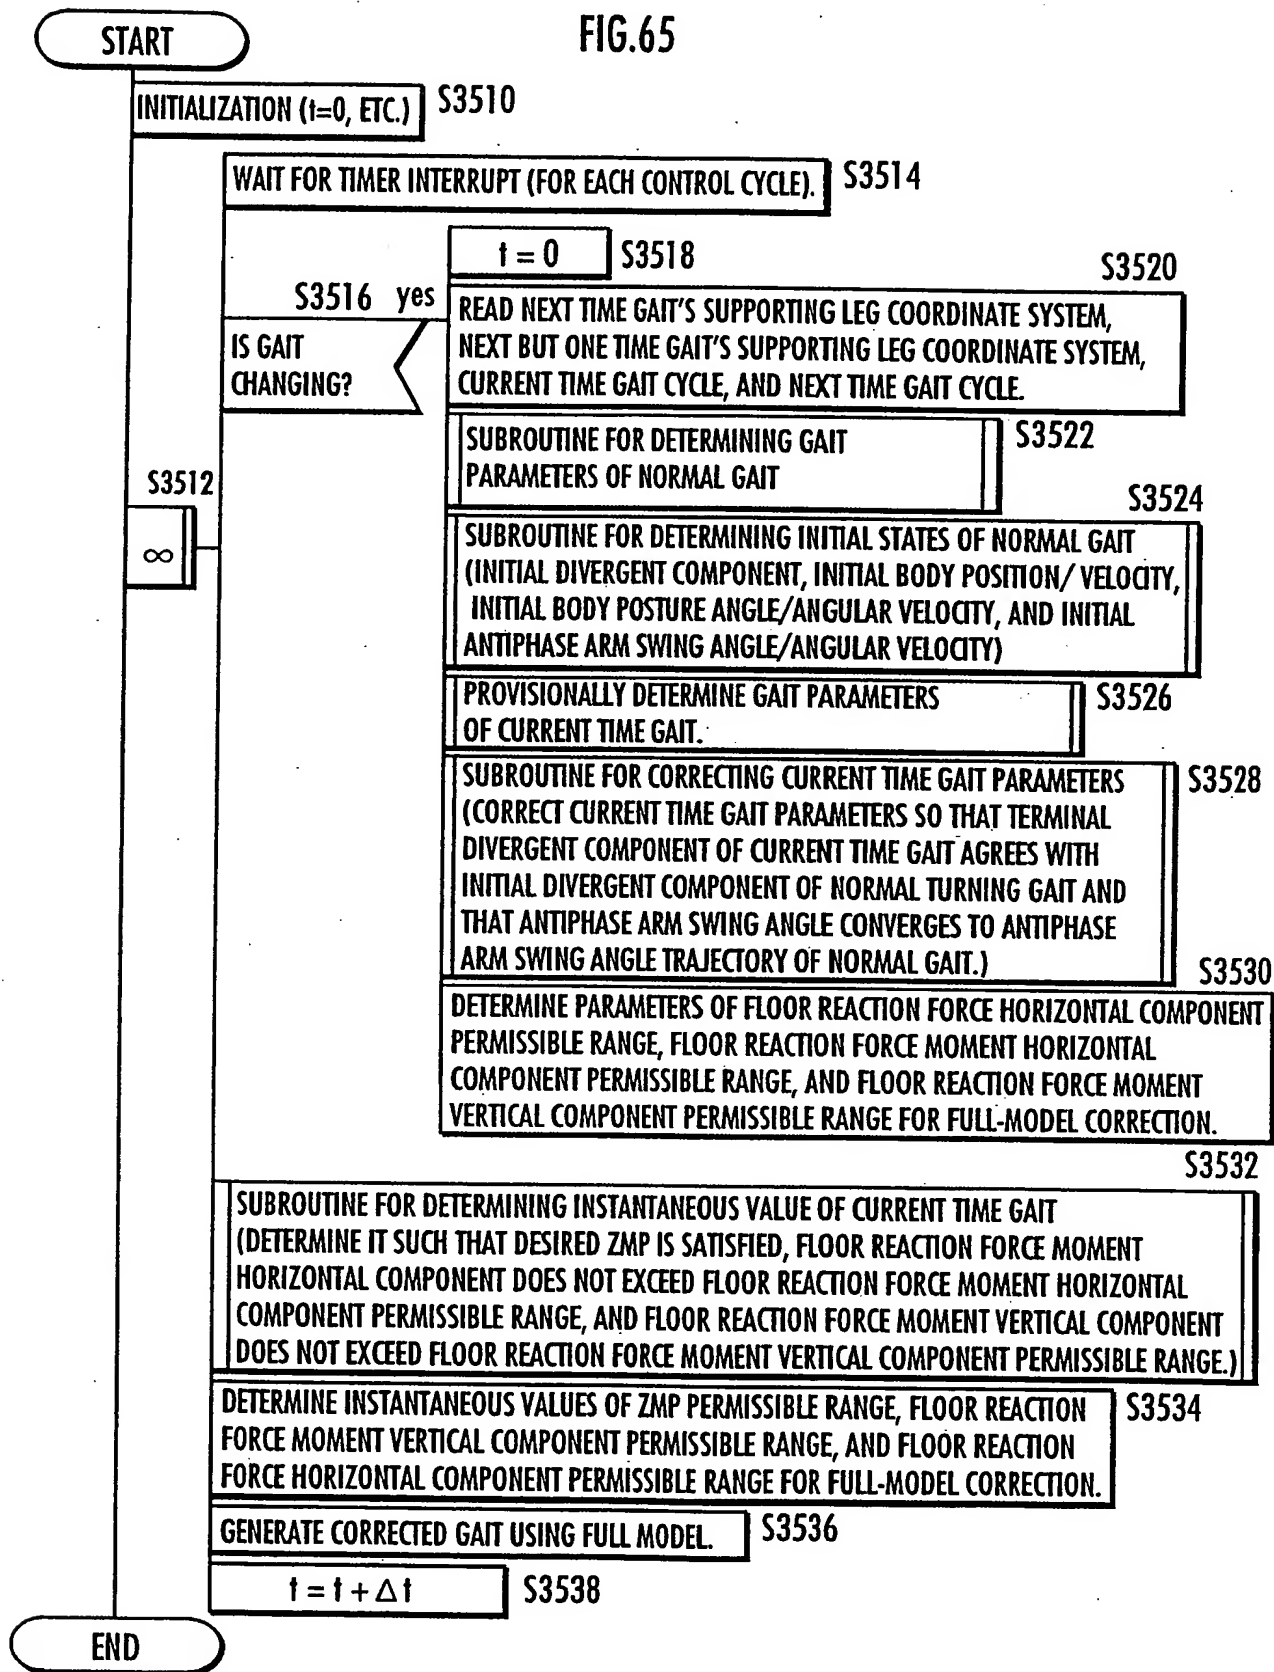 FIG.65
START
INITIALIZATION (t=0, ETC.) S3510
WAIT FOR TIMER INTERRUPT (FOR EACH CONTROL CYCLE). S3514
t = 0 S3518
S3520
S3516 yes
IS GAIT
CHANGING?
READ NEXT TIME GAIT'S SUPPORTING LEG COORDINATE SYSTEM,
NEXT BUT ONE TIME GAIT'S SUPPORTING LEG COORDINATE SYSTEM,
CURRENT TIME GAIT CYCLE, AND NEXT TIME GAIT CYCLE.
SUBROUTINE FOR DETERMINING GAIT S3522
PARAMETERS OF NORMAL GAIT
S3512
∞
S3524
SUBROUTINE FOR DETERMINING INITIAL STATES OF NORMAL GAIT
(INITIAL DIVERGENT COMPONENT, INITIAL BODY POSITION/ VELOCITY,
INITIAL BODY POSTURE ANGLE/ANGULAR VELOCITY, AND INITIAL
ANTIPHASE ARM SWING ANGLE/ANGULAR VELOCITY)
PROVISIONALLY DETERMINE GAIT PARAMETERS S3526
OF CURRENT TIME GAIT.
SUBROUTINE FOR CORRECTING CURRENT TIME GAIT PARAMETERS S3528
(CORRECT CURRENT TIME GAIT PARAMETERS SO THAT TERMINAL
DIVERGENT COMPONENT OF CURRENT TIME GAIT AGREES WITH
INITIAL DIVERGENT COMPONENT OF NORMAL TURNING GAIT AND
THAT ANTIPHASE ARM SWING ANGLE CONVERGES TO ANTIPHASE
ARM SWING ANGLE TRAJECTORY OF NORMAL GAIT.)
S3530
DETERMINE PARAMETERS OF FLOOR REACTION FORCE HORIZONTAL COMPONENT
PERMISSIBLE RANGE, FLOOR REACTION FORCE MOMENT HORIZONTAL
COMPONENT PERMISSIBLE RANGE, AND FLOOR REACTION FORCE MOMENT
VERTICAL COMPONENT PERMISSIBLE RANGE FOR FULL-MODEL CORRECTION.
S3532
SUBROUTINE FOR DETERMINING INSTANTANEOUS VALUE OF CURRENT TIME GAIT
(DETERMINE IT SUCH THAT DESIRED ZMP IS SATISFIED, FLOOR REACTION FORCE MOMENT
HORIZONTAL COMPONENT DOES NOT EXCEED FLOOR REACTION FORCE MOMENT HORIZONTAL
COMPONENT PERMISSIBLE RANGE, AND FLOOR REACTION FORCE MOMENT VERTICAL COMPONENT
DOES NOT EXCEED FLOOR REACTION FORCE MOMENT VERTICAL COMPONENT PERMISSIBLE RANGE.)
DETERMINE INSTANTANEOUS VALUES OF ZMP PERMISSIBLE RANGE, FLOOR REACTION S3534
FORCE MOMENT VERTICAL COMPONENT PERMISSIBLE RANGE, AND FLOOR REACTION
FORCE HORIZONTAL COMPONENT PERMISSIBLE RANGE FOR FULL-MODEL CORRECTION.
GENERATE CORRECTED GAIT USING FULL MODEL. S3536
t = t + Δt S3538
END